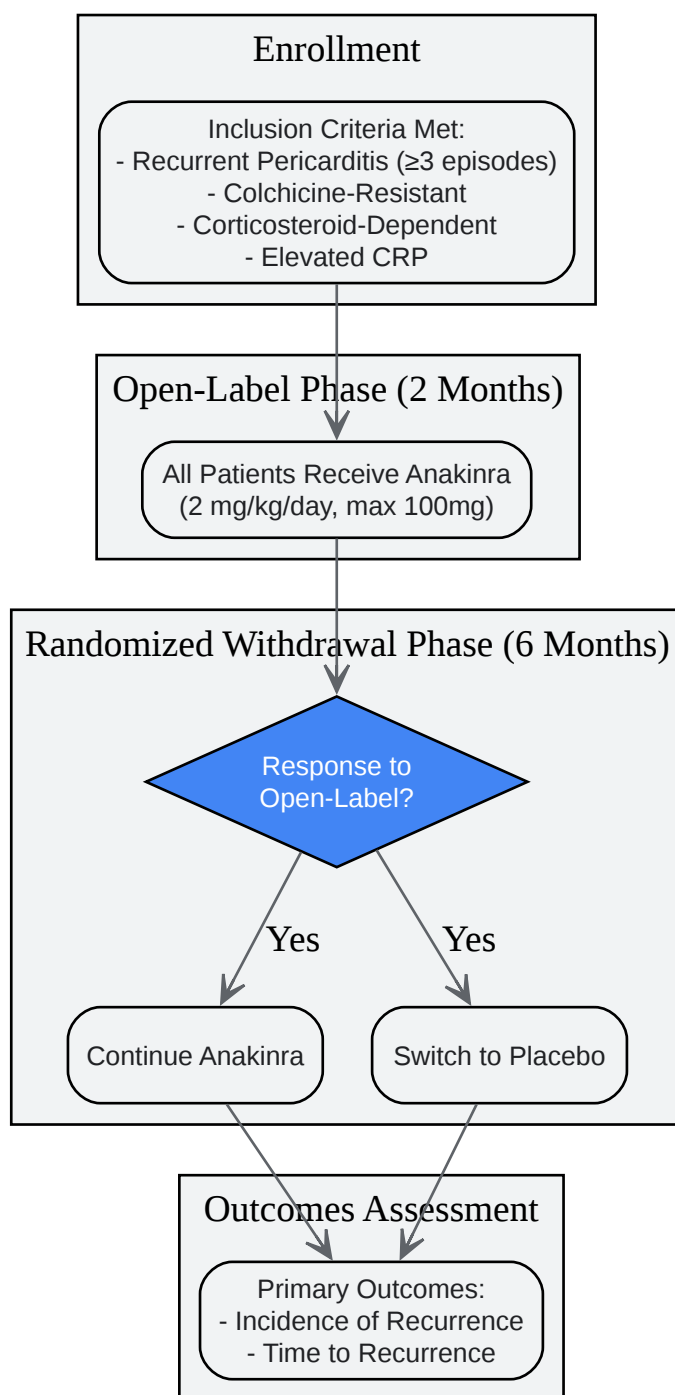 Enrollment
Inclusion Criteria Met:
- Recurrent Pericarditis (≥3 episodes)
- Colchicine-Resistant
- Corticosteroid-Dependent
- Elevated CRP
Open-Label Phase (2 Months)
All Patients Receive Anakinra
(2 mg/kg/day, max 100mg)
Randomized Withdrawal Phase (6 Months)
Response to
Open-Label?
Yes
Yes
Continue Anakinra
Switch to Placebo
Outcomes Assessment
Primary Outcomes:
- Incidence of Recurrence
- Time to Recurrence